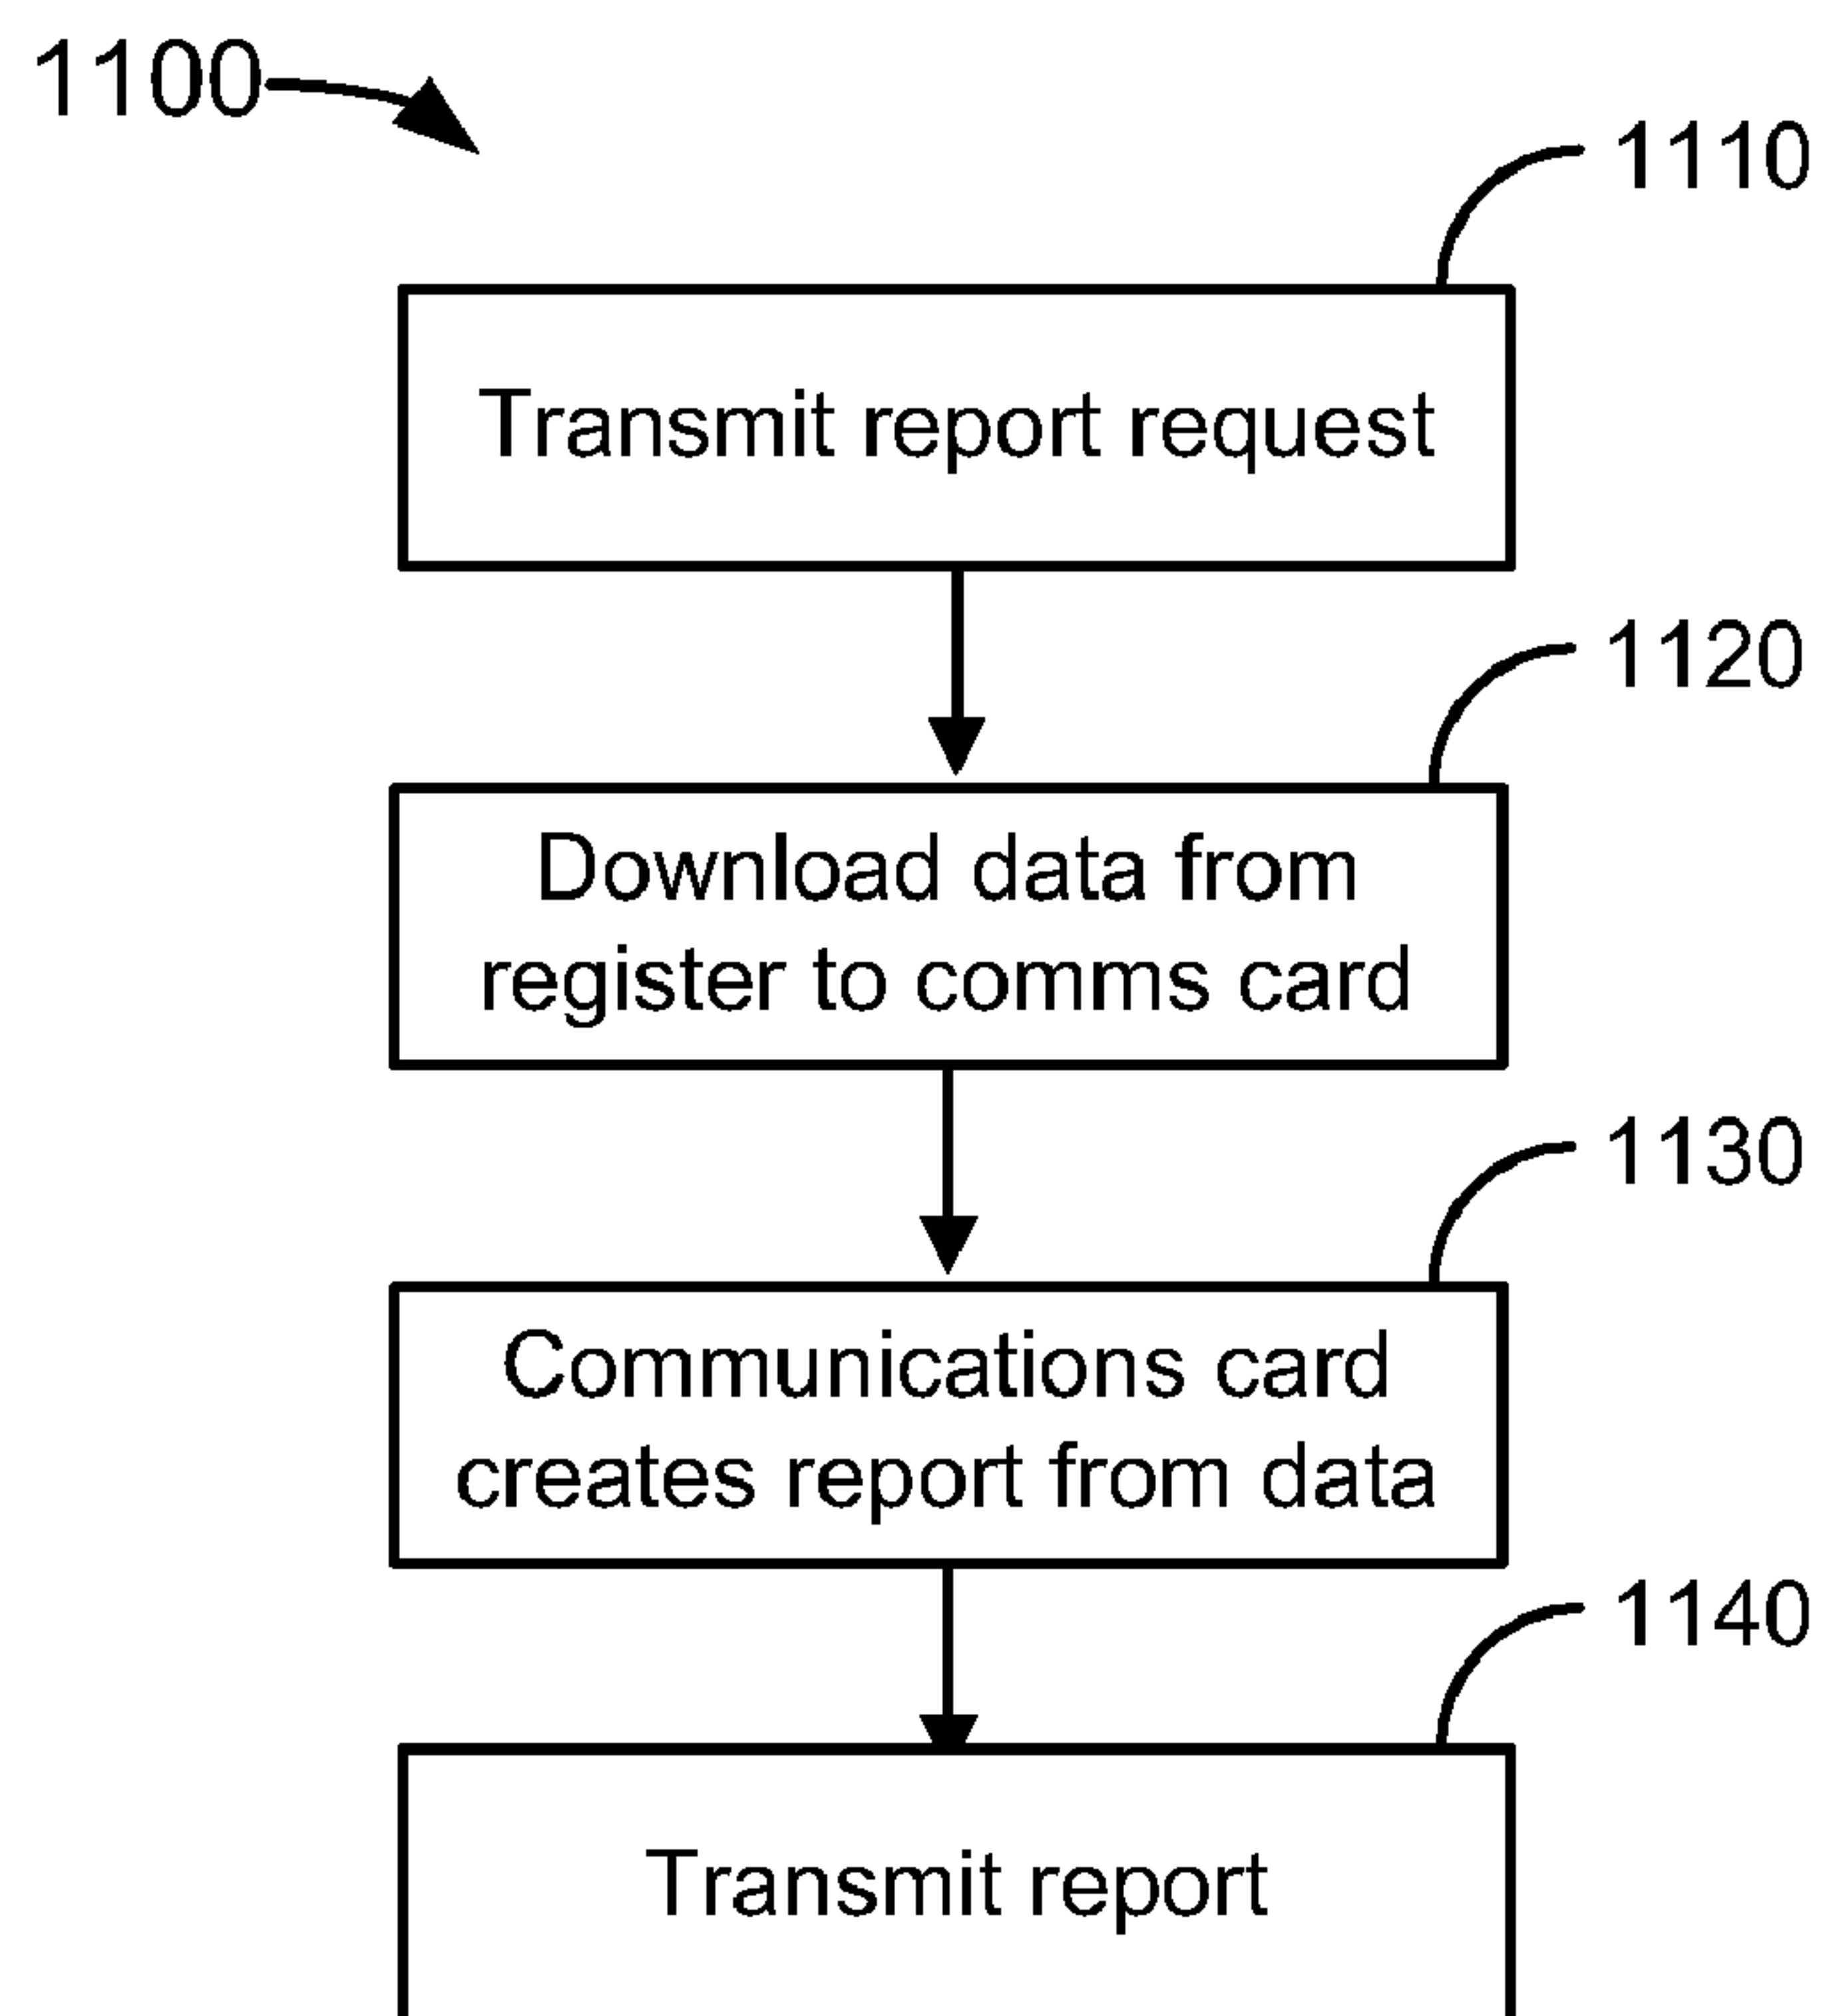 1100
1110
Transmit report request
1120
Download data from
register to comms card
1130
Communications card
creates report from data
1140
Transmit report